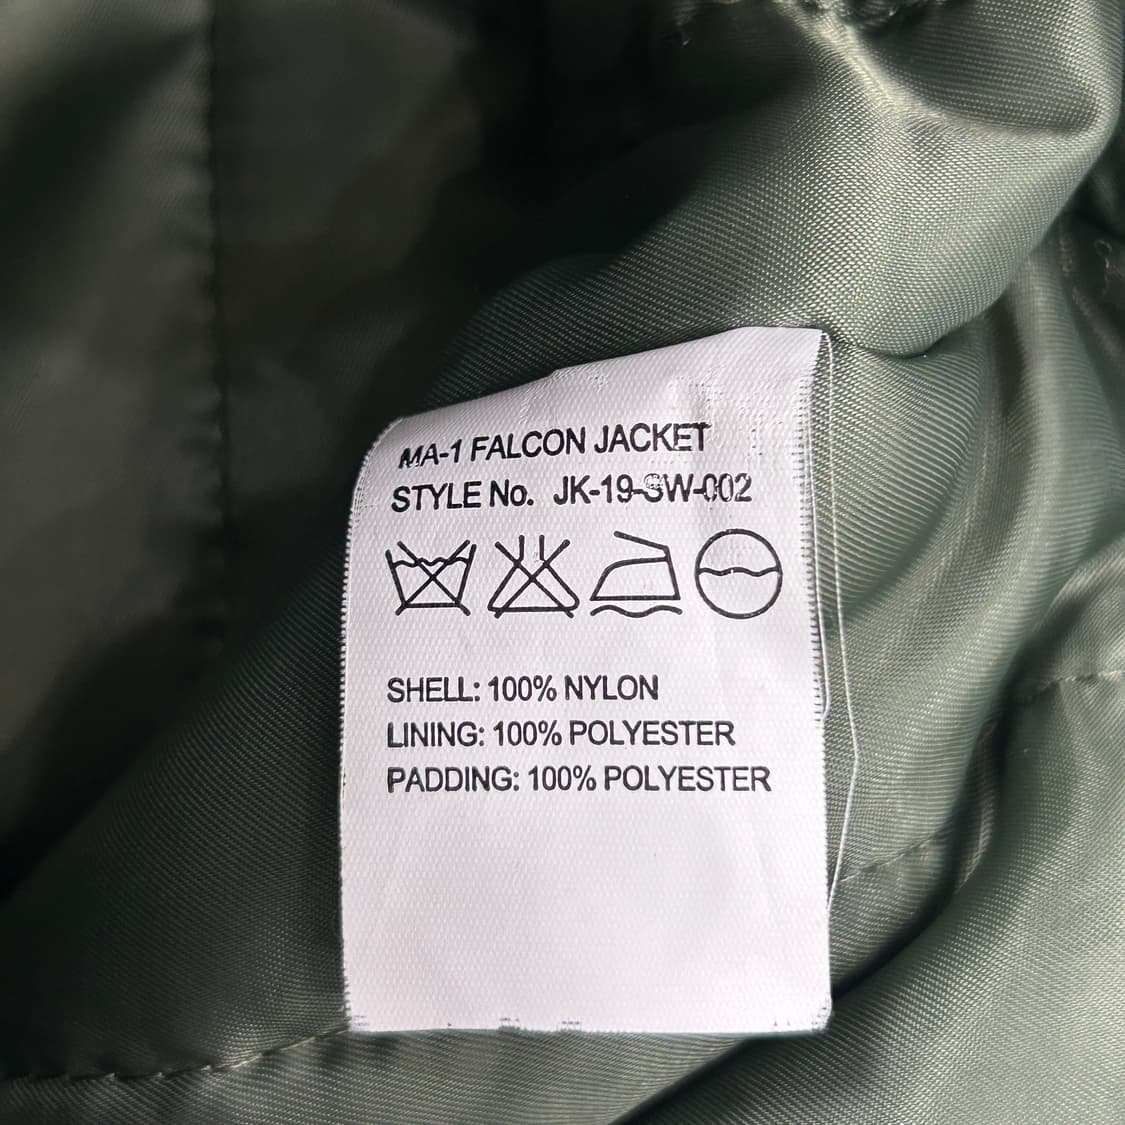 MA-1 FALCON JACKET
STYLE No. JK-19-SW-002
SHELL: 100% NYLON
LINING: 100% POLYESTER
PADDING: 100% POLYESTER